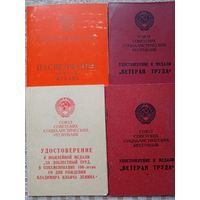 СОЮЗ
СОВЕТСКИХ
СОЦИАЛИСТИЧЕСКИХ
РЕСПУБЛИК
УДОСТОВЕРЕНИЕ
К МЕДАЛИ
"ВЕТЕРАН ТРУДА"
СОЮЗ
СОВЕТСКИХ
СОЦИАЛИСТИЧЕСКИХ
РЕСПУБЛИК
УДОСТОВЕРЕНИЕ
К ЮБИЛЕЙНОЙ МЕДАЛИ
"ЗА ДОБЛЕСТНЫЙ ТРУД.
В ОЗНАМЕНОВАНИЕ 100-летия
СО ДНЯ РОЖДЕНИЯ
ВЛАДИМИРА ИЛЬИЧА ЛЕНИНА"
СОЮЗ
СОВЕТСКИХ
СОЦИАЛИСТИЧЕСКИХ
РЕСПУБЛИК
УДОСТОВЕРЕНИЕ К МЕДАЛИ
"ВЕТЕРАН ТРУДА"